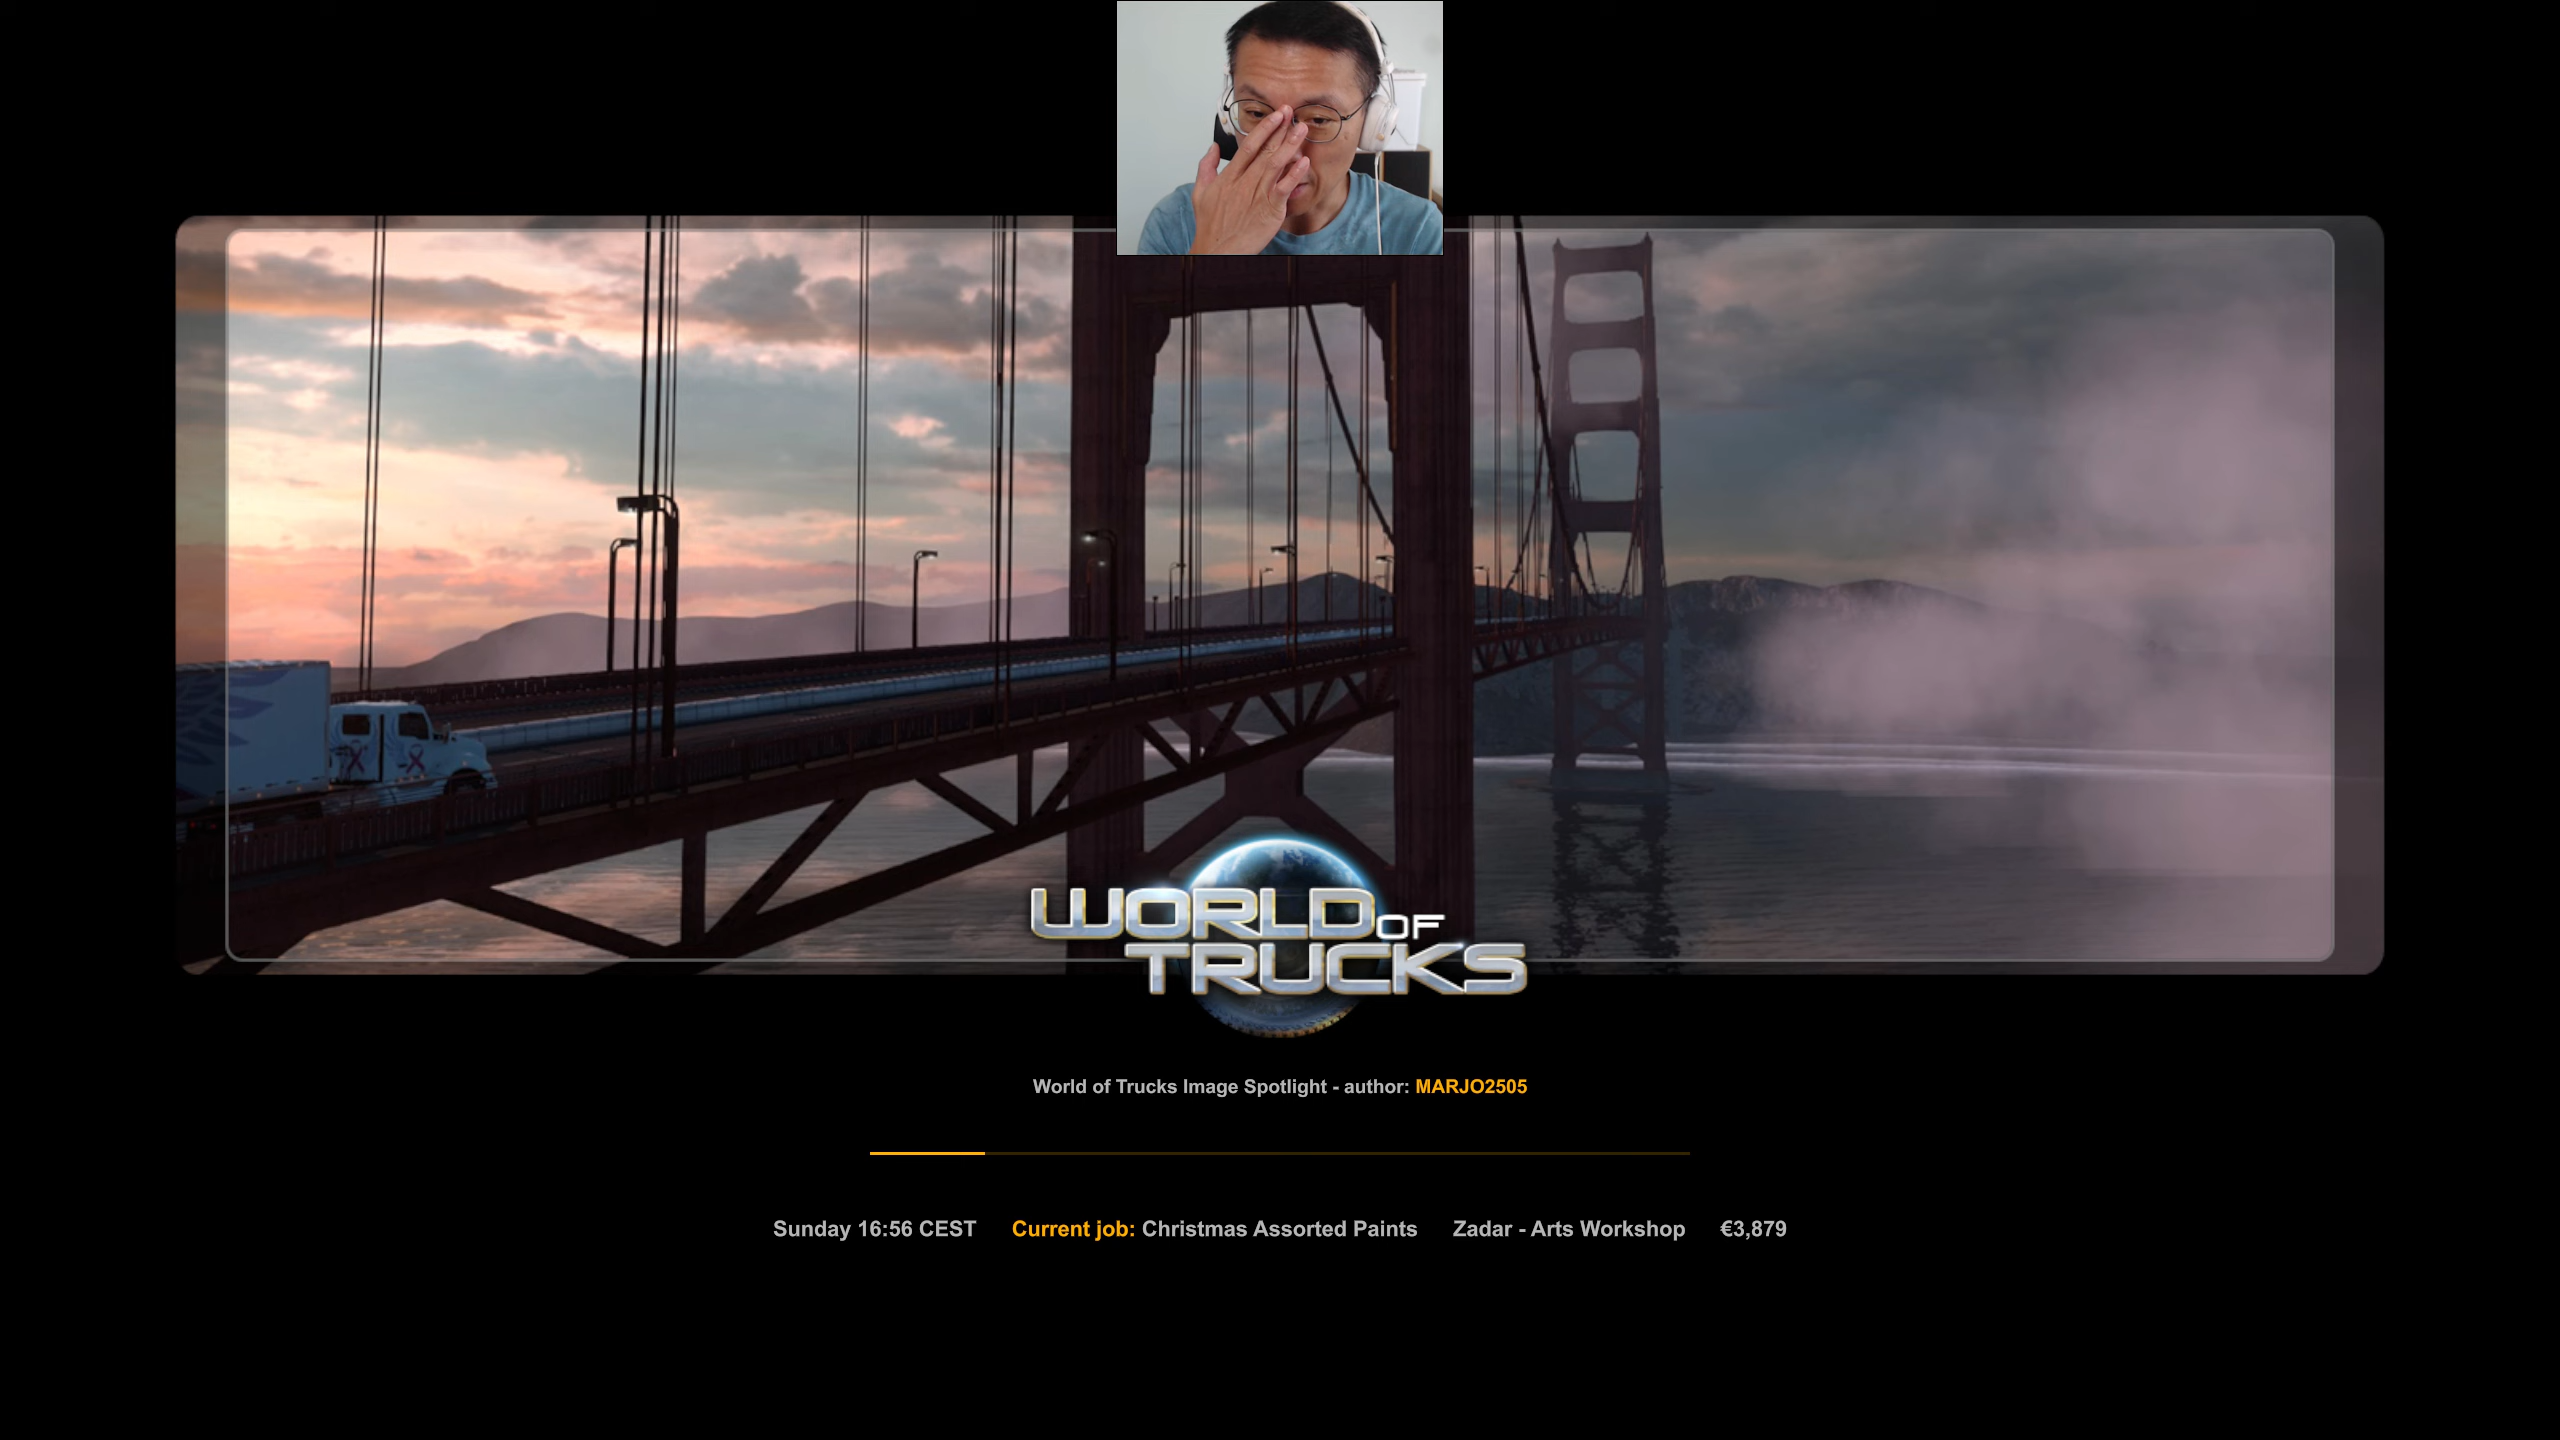 WORLD OF
TRUCKS
World of Trucks Image Spotlight - author: MARJO2505
Sunday 16:56 CEST Current job: Christmas Assorted Paints Zadar - Arts Workshop €3,879